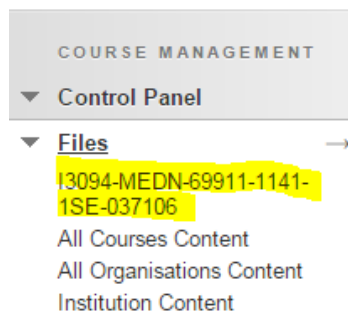 COURSE MANAGEMENT
Control Panel
Files
I3094-MEDN-69911-1141-
1SE-037106
All Courses Content
All Organisations Content
Institution Content